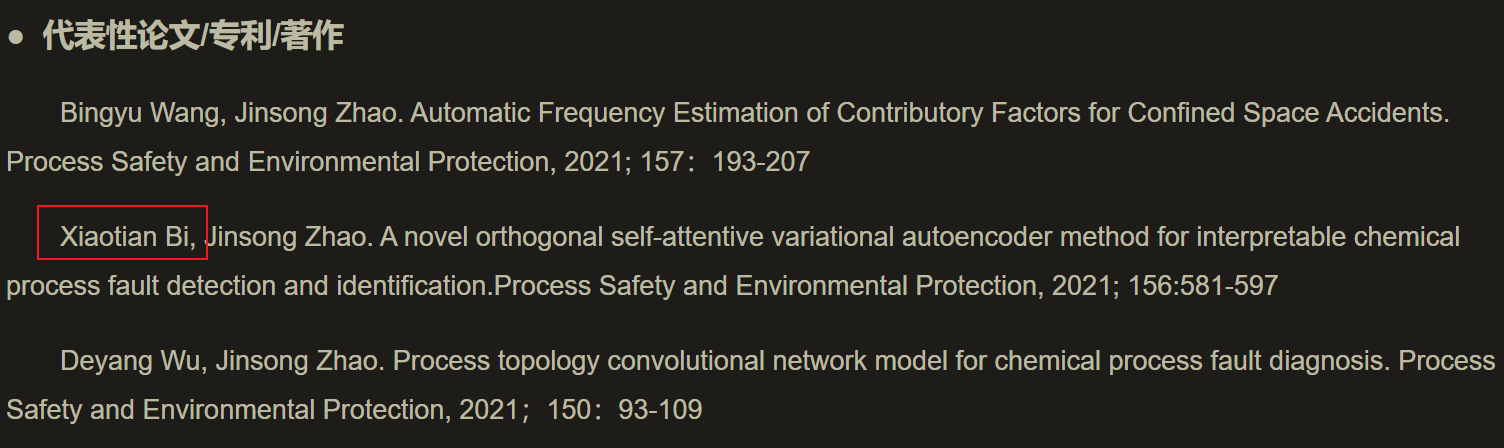 ● 代表性论文/专利/著作
Bingyu Wang, Jinsong Zhao. Automatic Frequency Estimation of Contributory Factors for Confined Space Accidents.
Process Safety and Environmental Protection, 2021; 157：193-207
Xiaotian Bi, Jinsong Zhao. A novel orthogonal self-attentive variational autoencoder method for interpretable chemical
process fault detection and identification.Process Safety and Environmental Protection, 2021; 156:581-597
Deyang Wu, Jinsong Zhao. Process topology convolutional network model for chemical process fault diagnosis. Process
Safety and Environmental Protection, 2021；150：93-109